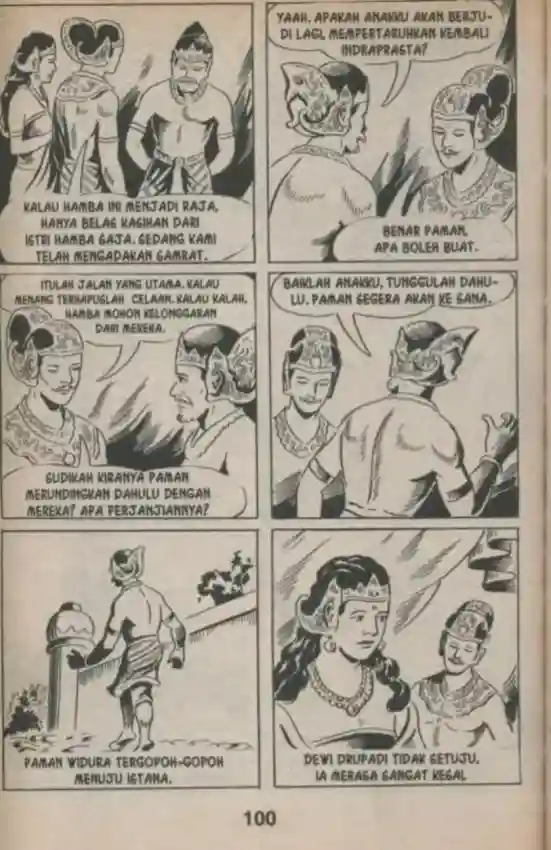 KALAU HAMBA INI MENJADI RAJA,
HANYA BELAS KASIHAN DARI
ISTRI HAMBA SAJA. SEDANG KAMI
TELAH MENGADAKAN SAMRAT.
YAAH. APAKAH ANAKKU AKAN BERJU-
DI LAGI, MEMPERTARUHKAN KEMBALI
INDRAPRASTA?
BENAR PAMAN,
APA BOLEH BUAT.
ITULAH JALAN YANG UTAMA. KALAU
MENANG TERHAPUSLAH CELAAN. KALAU KALAH,
HAMBA MOHON KELONGGARAN
DARI MEREKA.
SUDIKAH KIRANYA PAMAN
MERUNDINGKAN DAHULU DENGAN
MEREKA? APA PERJANJIANNYA?
BAIKLAH ANAKKU, TUNGGULAH DAHU-
LU. PAMAN SEGERA AKAN KE SANA.
PAMAN WIDURA TERGOPOH-GOPOH
MENUJU ISTANA.
DEWI DRUPADI TIDAK SETUJU.
IA MERASA SANGAT KESAL
100